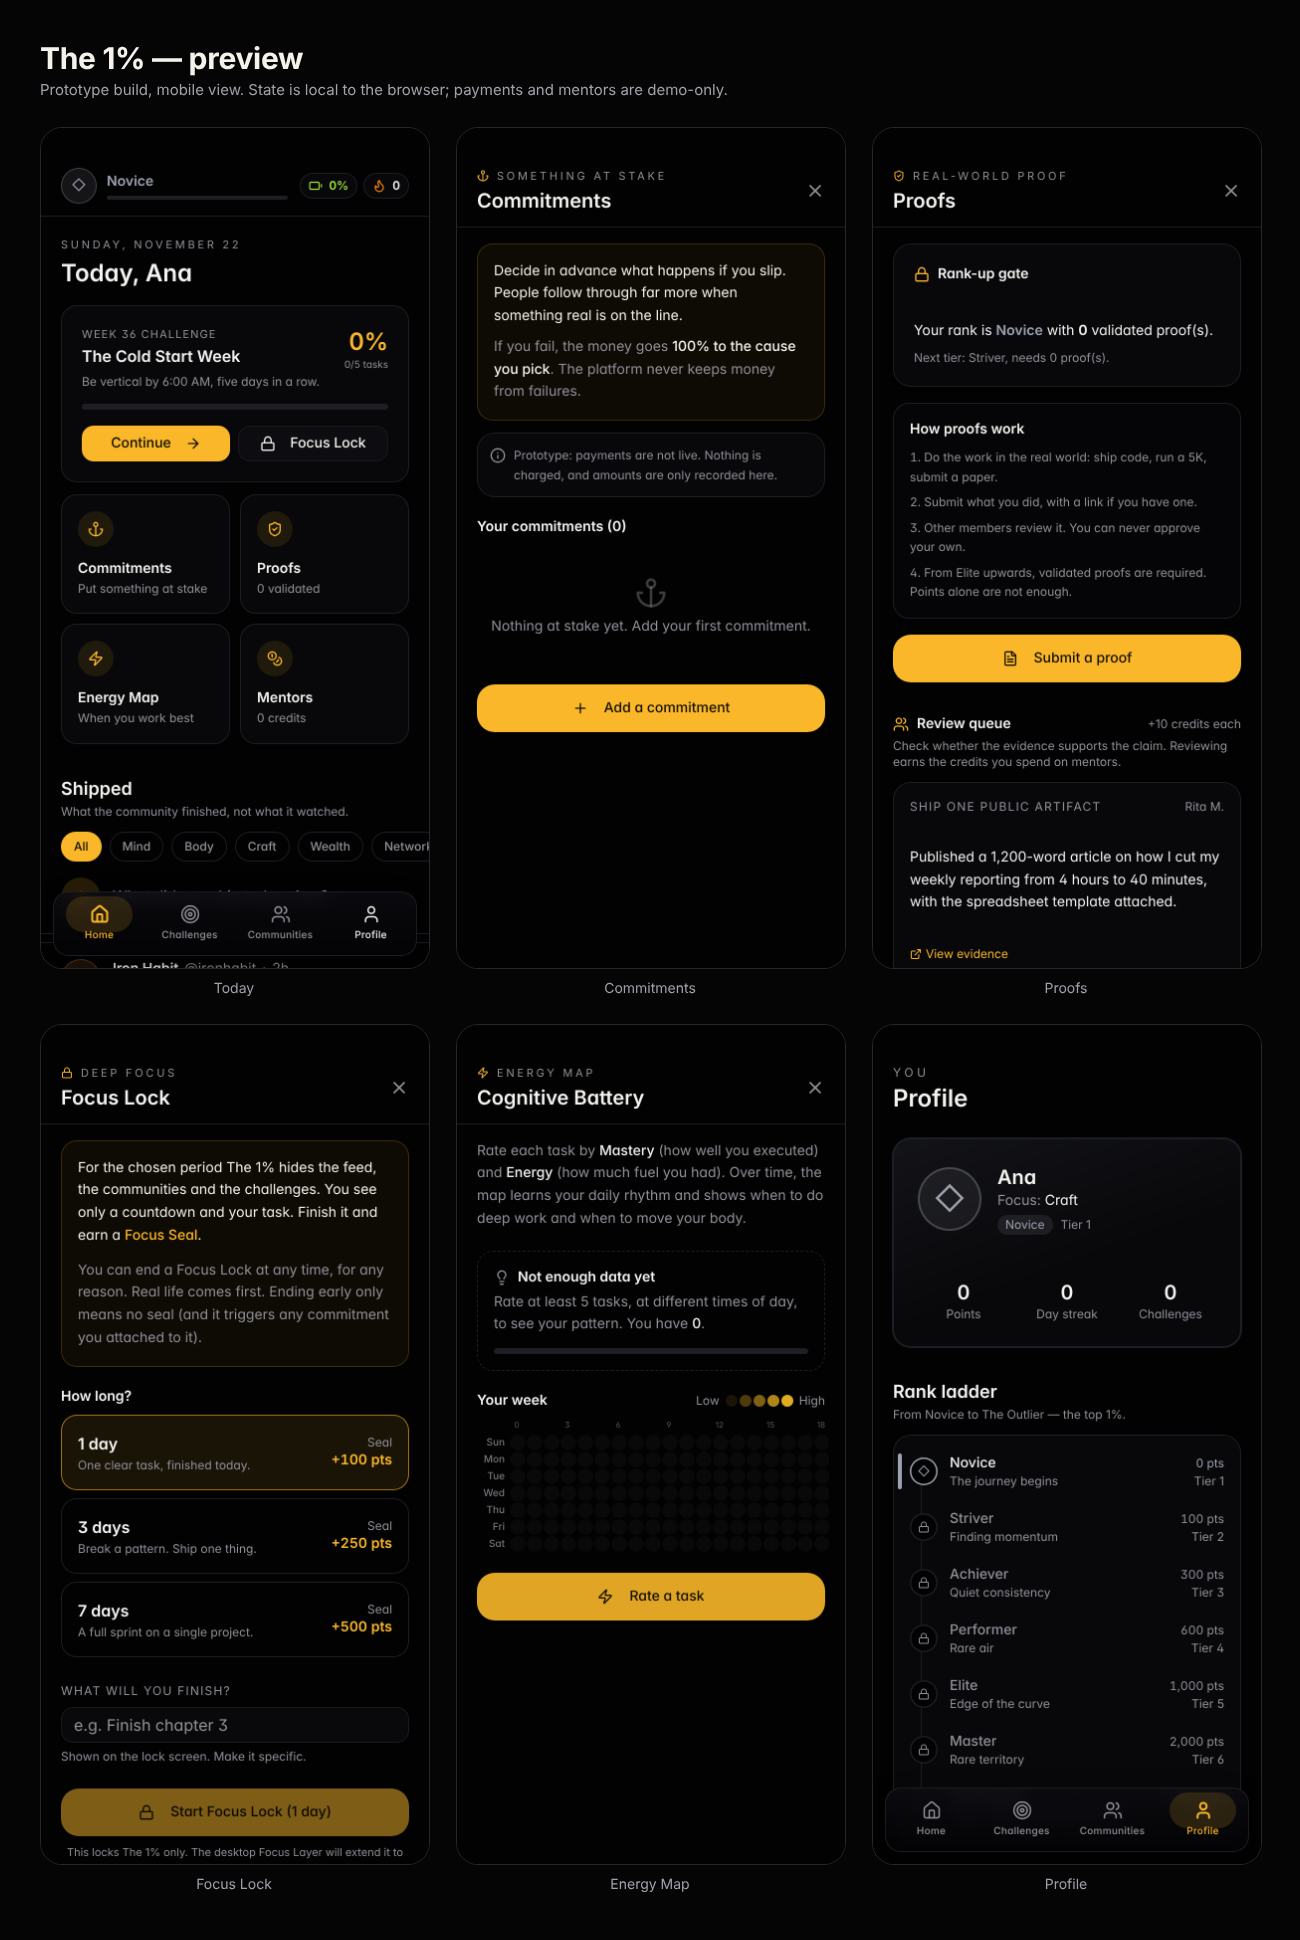 The 1% — preview
Prototype build, mobile view. State is local to the browser; payments and mentors are demo-only.
Novice
0%
0
SUNDAY, NOVEMBER 22
Today, Ana
WEEK 36 CHALLENGE
The Cold Start Week
Be vertical by 6:00 AM, five days in a row.
0%
0/5 tasks
Continue
Focus Lock
Commitments
Put something at stake
Proofs
0 validated
Energy Map
When you work best
Mentors
0 credits
Shipped
What the community finished, not what it watched.
All
Mind
Body
Craft
Wealth
Network
Home
Challenges
Communities
Profile
Iron Habit @ironhabit · 2h
Today
SOMETHING AT STAKE
Commitments
Decide in advance what happens if you slip.
People follow through far more when
something real is on the line.
If you fail, the money goes 100% to the cause
you pick. The platform never keeps money
from failures.
Prototype: payments are not live. Nothing is
charged, and amounts are only recorded here.
Your commitments (0)
Nothing at stake yet. Add your first commitment.
Add a commitment
Commitments
REAL-WORLD PROOF
Proofs
Rank-up gate
Your rank is Novice with 0 validated proof(s).
Next tier: Striver, needs 0 proof(s).
How proofs work
1. Do the work in the real world: ship code, run a 5K,
submit a paper.
2. Submit what you did, with a link if you have one.
3. Other members review it. You can never approve
your own.
4. From Elite upwards, validated proofs are required.
Points alone are not enough.
Submit a proof
Review queue
+10 credits each
Check whether the evidence supports the claim. Reviewing
earns the credits you spend on mentors.
SHIP ONE PUBLIC ARTIFACT
Rita M.
Published a 1,200-word article on how I cut my
weekly reporting from 4 hours to 40 minutes,
with the spreadsheet template attached.
View evidence
Proofs
DEEP FOCUS
Focus Lock
For the chosen period The 1% hides the feed,
the communities and the challenges. You see
only a countdown and your task. Finish it and
earn a Focus Seal.
You can end a Focus Lock at any time, for any
reason. Real life comes first. Ending early only
means no seal (and it triggers any commitment
you attached to it).
How long?
1 day
One clear task, finished today.
Seal
+100 pts
3 days
Break a pattern. Ship one thing.
Seal
+250 pts
7 days
A full sprint on a single project.
Seal
+500 pts
WHAT WILL YOU FINISH?
e.g. Finish chapter 3
Shown on the lock screen. Make it specific.
Start Focus Lock (1 day)
This locks The 1% only. The desktop Focus Layer will extend it to
Focus Lock
ENERGY MAP
Cognitive Battery
Rate each task by Mastery (how well you executed)
and Energy (how much fuel you had). Over time, the
map learns your daily rhythm and shows when to do
deep work and when to move your body.
Not enough data yet
Rate at least 5 tasks, at different times of day,
to see your pattern. You have 0.
Your week
Low
High
0 3 6 9 12 15 18
Sun
Mon
Tue
Wed
Thu
Fri
Sat
Rate a task
Energy Map
YOU
Profile
Ana
Focus: Craft
Novice Tier 1
0
Points
0
Day streak
0
Challenges
Rank ladder
From Novice to The Outlier — the top 1%.
Novice
The journey begins
0 pts
Tier 1
Striver
Finding momentum
100 pts
Tier 2
Achiever
Quiet consistency
300 pts
Tier 3
Performer
Rare air
600 pts
Tier 4
Elite
Edge of the curve
1,000 pts
Tier 5
Master
Rare territory
2,000 pts
Tier 6
Home
Challenges
Communities
Profile
Profile